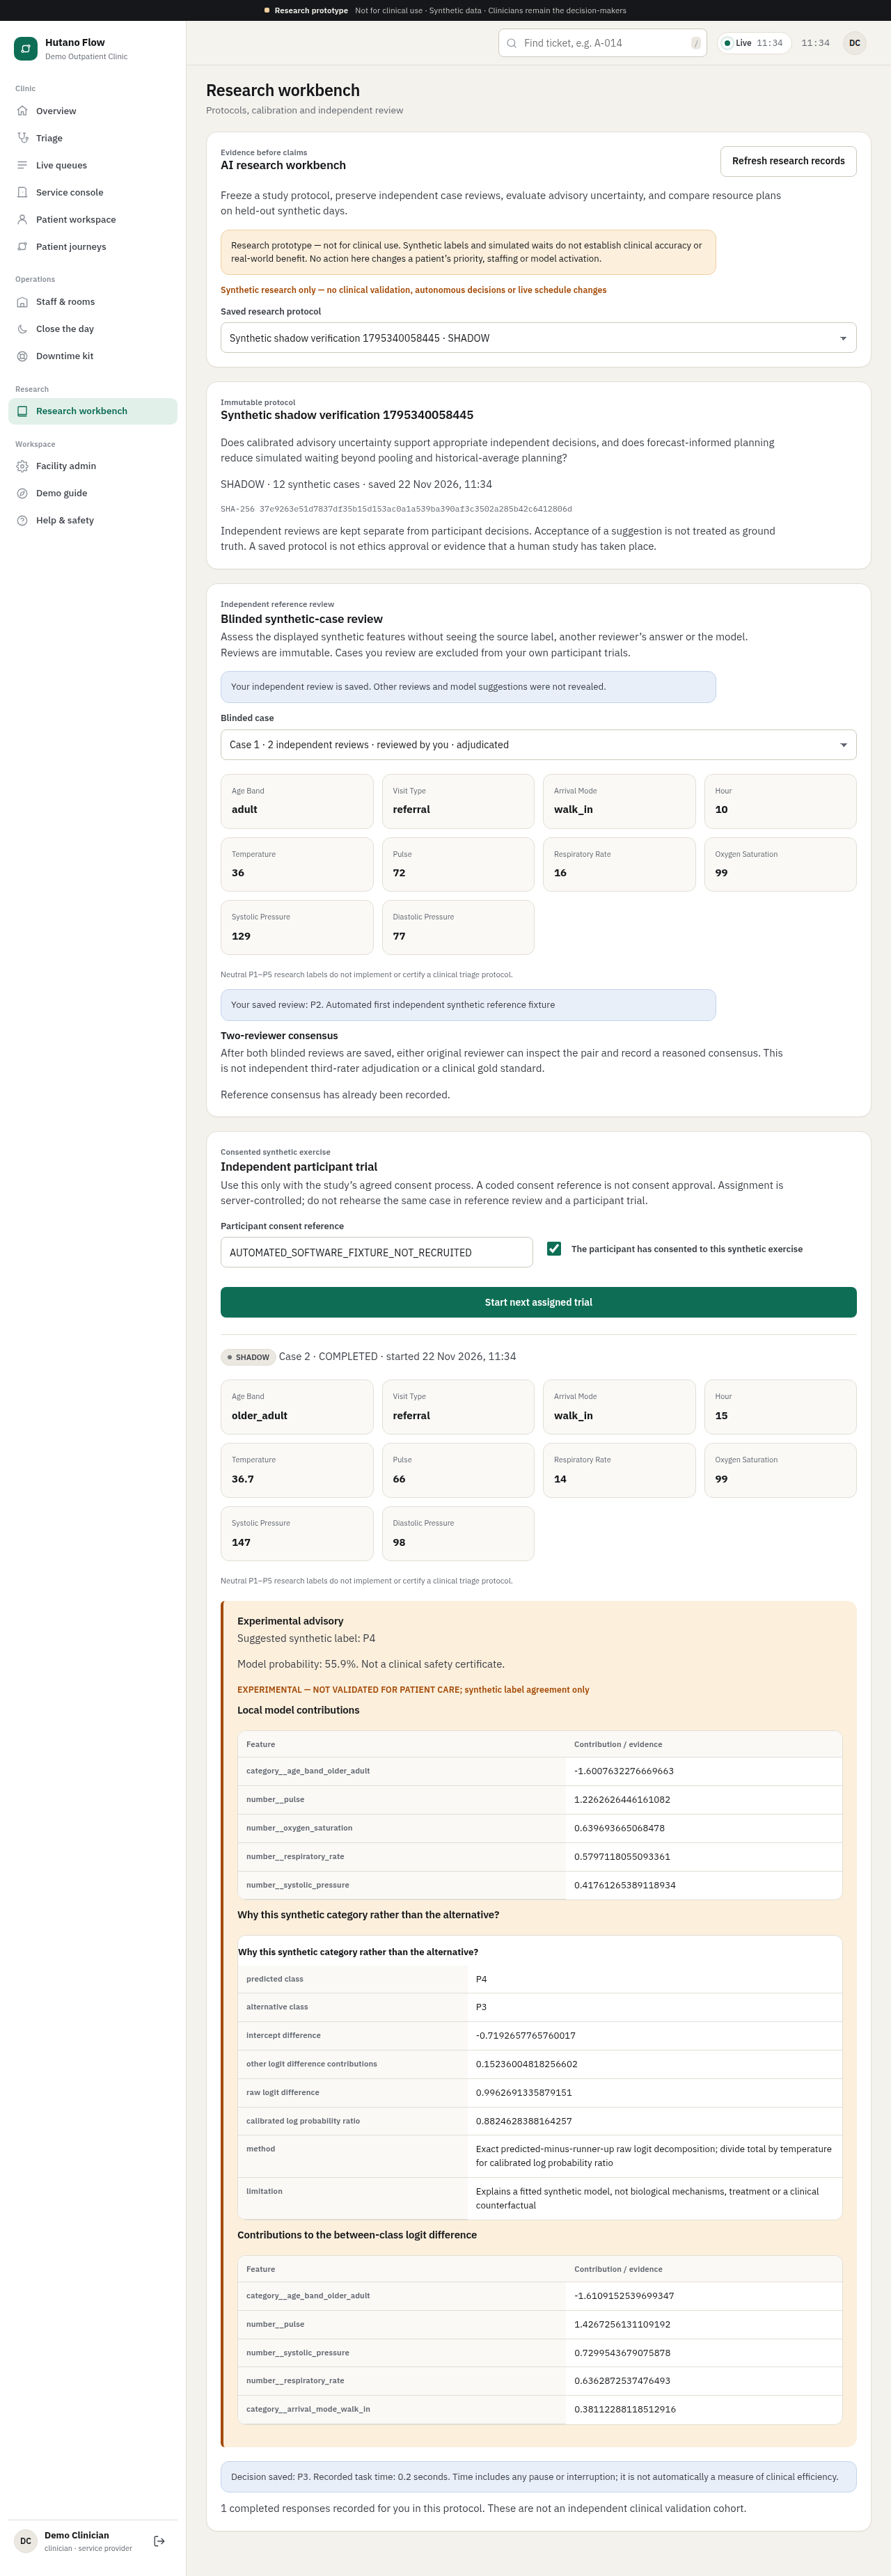 Research prototype Not for clinical use · Synthetic data · Clinicians remain the decision-makers
Hutano Flow
Demo Outpatient Clinic
Find ticket, e.g. A-014 /
Live 11:34
11:34
DC
Clinic
Overview
Triage
Live queues
Service console
Patient workspace
Patient journeys
Operations
Staff & rooms
Close the day
Downtime kit
Research
Research workbench
Workspace
Facility admin
Demo guide
Help & safety
DC
Demo Clinician
clinician · service provider
Research workbench
Protocols, calibration and independent review
Evidence before claims
AI research workbench
Refresh research records
Freeze a study protocol, preserve independent case reviews, evaluate advisory uncertainty, and compare resource plans
on held-out synthetic days.
Research prototype — not for clinical use. Synthetic labels and simulated waits do not establish clinical accuracy or
real-world benefit. No action here changes a patient's priority, staffing or model activation.
Synthetic research only — no clinical validation, autonomous decisions or live schedule changes
Saved research protocol
Synthetic shadow verification 1795340058445 · SHADOW
Immutable protocol
Synthetic shadow verification 1795340058445
Does calibrated advisory uncertainty support appropriate independent decisions, and does forecast-informed planning
reduce simulated waiting beyond pooling and historical-average planning?
SHADOW · 12 synthetic cases · saved 22 Nov 2026, 11:34
SHA-256 37e9263e51d7837df35b15d153ac0a1a539ba390af3c3502a285b42c6412806d
Independent reviews are kept separate from participant decisions. Acceptance of a suggestion is not treated as ground
truth. A saved protocol is not ethics approval or evidence that a human study has taken place.
Independent reference review
Blinded synthetic-case review
Assess the displayed synthetic features without seeing the source label, another reviewer's answer or the model.
Reviews are immutable. Cases you review are excluded from your own participant trials.
Your independent review is saved. Other reviews and model suggestions were not revealed.
Blinded case
Case 1 · 2 independent reviews · reviewed by you · adjudicated
Age Band
adult
Visit Type
referral
Arrival Mode
walk_in
Hour
10
Temperature
36
Pulse
72
Respiratory Rate
16
Oxygen Saturation
99
Systolic Pressure
129
Diastolic Pressure
77
Neutral P1–P5 research labels do not implement or certify a clinical triage protocol.
Your saved review: P2. Automated first independent synthetic reference fixture
Two-reviewer consensus
After both blinded reviews are saved, either original reviewer can inspect the pair and record a reasoned consensus. This
is not independent third-rater adjudication or a clinical gold standard.
Reference consensus has already been recorded.
Consented synthetic exercise
Independent participant trial
Use this only with the study's agreed consent process. A coded consent reference is not consent approval. Assignment is
server-controlled; do not rehearse the same case in reference review and a participant trial.
Participant consent reference
AUTOMATED_SOFTWARE_FIXTURE_NOT_RECRUITED
The participant has consented to this synthetic exercise
Start next assigned trial
SHADOW Case 2 · COMPLETED · started 22 Nov 2026, 11:34
Age Band
older_adult
Visit Type
referral
Arrival Mode
walk_in
Hour
15
Temperature
36.7
Pulse
66
Respiratory Rate
14
Oxygen Saturation
99
Systolic Pressure
147
Diastolic Pressure
98
Neutral P1–P5 research labels do not implement or certify a clinical triage protocol.
Experimental advisory
Suggested synthetic label: P4
Model probability: 55.9%. Not a clinical safety certificate.
EXPERIMENTAL — NOT VALIDATED FOR PATIENT CARE; synthetic label agreement only
Local model contributions
Feature Contribution / evidence
category__age_band_older_adult -1.6007632276669663
number__pulse 1.2262626446161082
number__oxygen_saturation 0.639693665068478
number__respiratory_rate 0.5797118055093361
number__systolic_pressure 0.41761265389118934
Why this synthetic category rather than the alternative?
Why this synthetic category rather than the alternative?
predicted class P4
alternative class P3
intercept difference -0.7192657765760017
other logit difference contributions 0.15236004818256602
raw logit difference 0.9962691335879151
calibrated log probability ratio 0.8824628388164257
method Exact predicted-minus-runner-up raw logit decomposition; divide total by temperature
for calibrated log probability ratio
limitation Explains a fitted synthetic model, not biological mechanisms, treatment or a clinical
counterfactual
Contributions to the between-class logit difference
Feature Contribution / evidence
category__age_band_older_adult -1.6109152539699347
number__pulse 1.4267256131109192
number__systolic_pressure 0.7299543679075878
number__respiratory_rate 0.6362872537476493
category__arrival_mode_walk_in 0.38112288118512916
Decision saved: P3. Recorded task time: 0.2 seconds. Time includes any pause or interruption; it is not automatically a measure of clinical efficiency.
1 completed responses recorded for you in this protocol. These are not an independent clinical validation cohort.